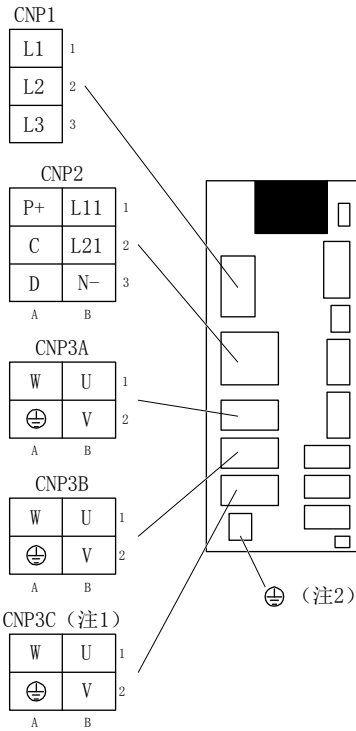 CNP1
L1 1
L2 2
L3 3
CNP2
P+ L11 1
C L21 2
D N- 3
A B
CNP3A
W U 1
V 2
A B
CNP3B
W U 1
V 2
A B
(注2)
CNP3C (注1)
W U 1
V 2
A B